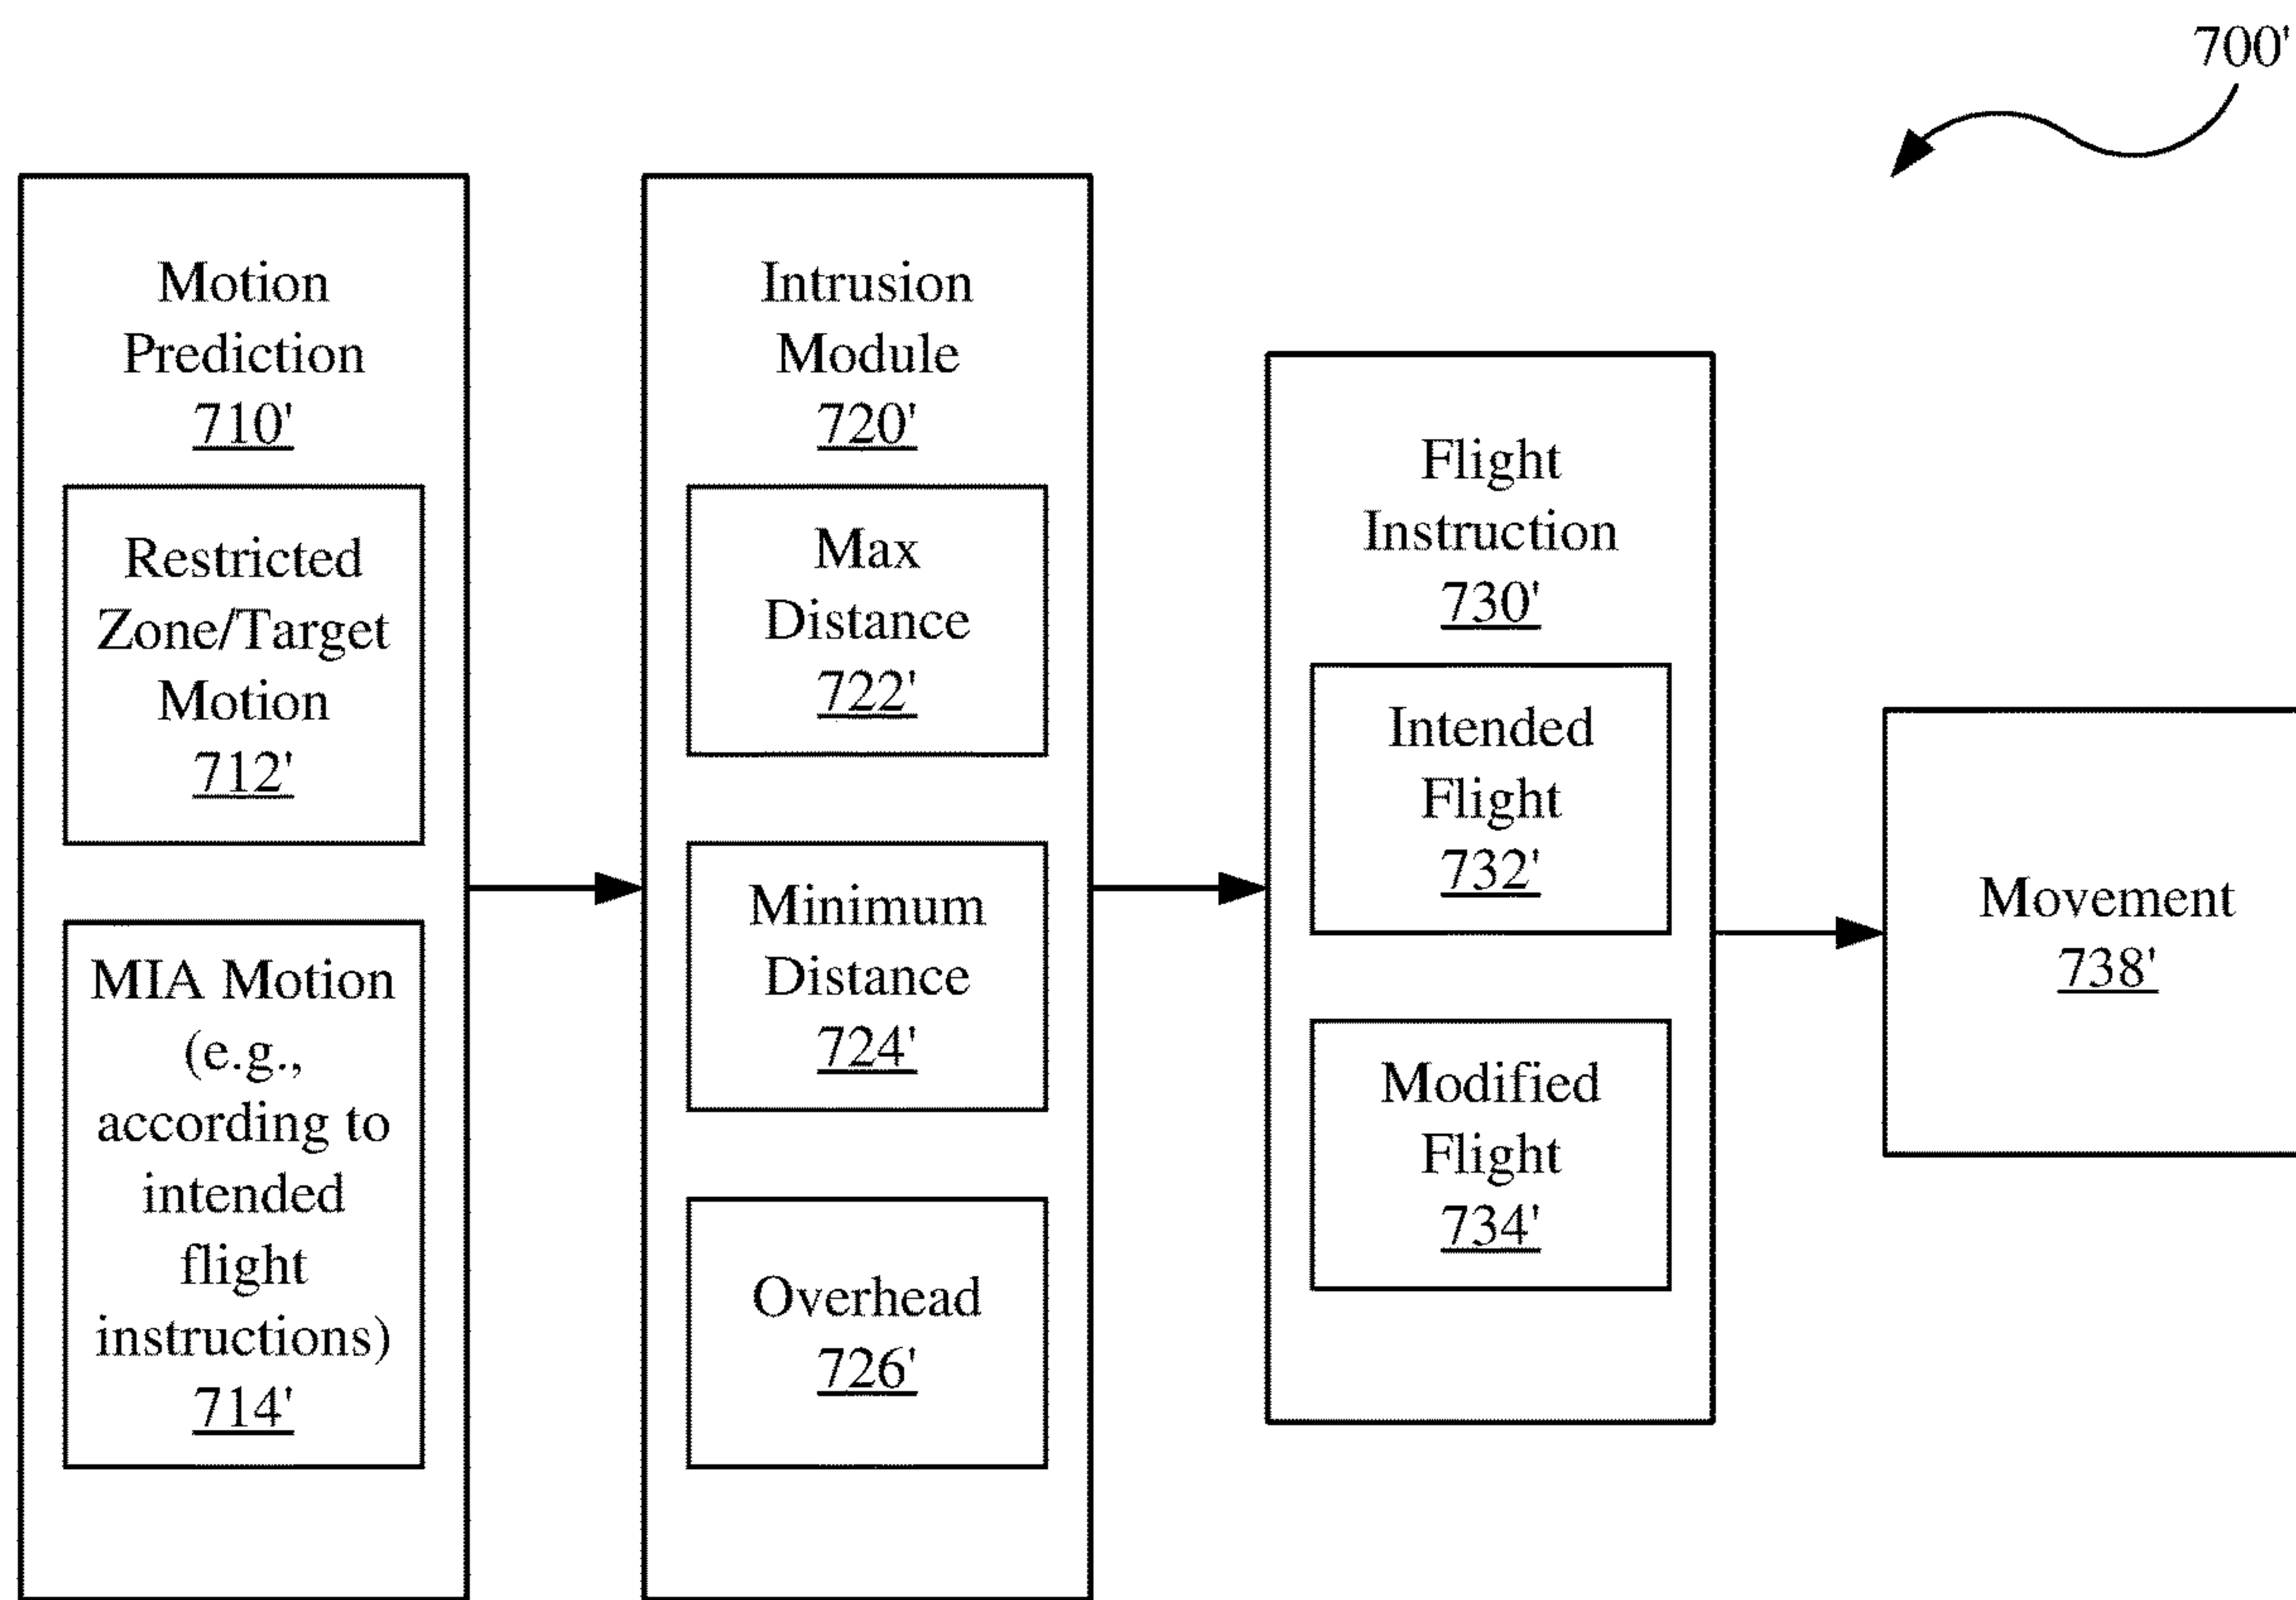 700'
Motion
Prediction
710'
Restricted
Zone/Target
Motion
712'
MIA Motion
(e.g.,
according to
intended
flight
instructions)
714'
Intrusion
Module
720'
Max
Distance
722'
Minimum
Distance
724'
Overhead
726'
Flight
Instruction
730'
Intended
Flight
732'
Modified
Flight
734'
Movement
738'